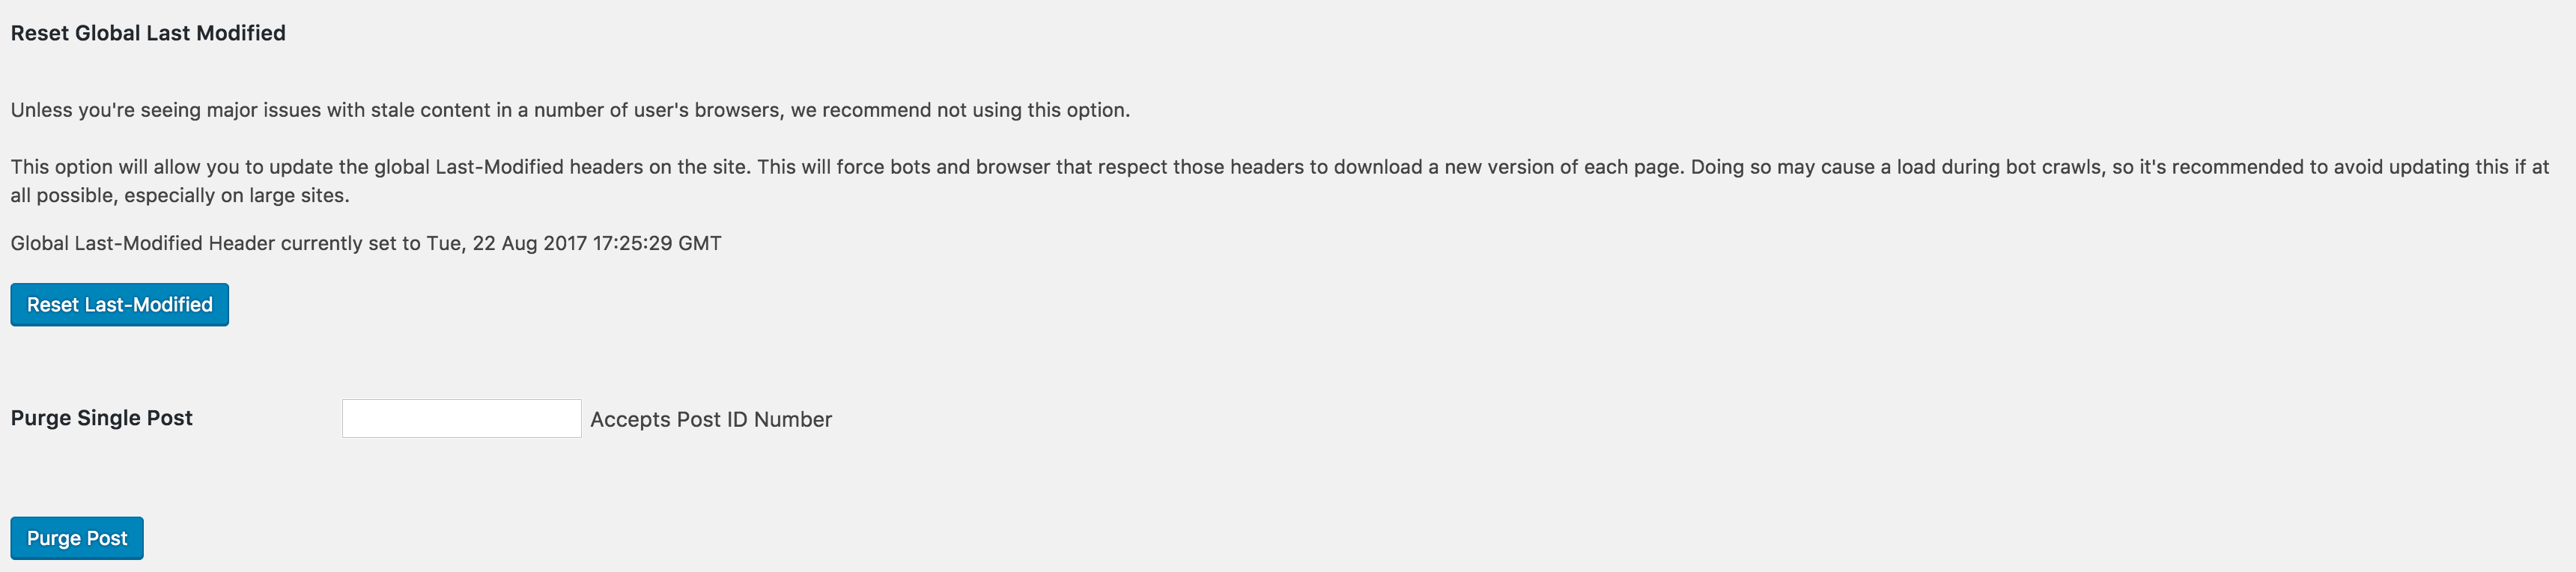 Reset Global Last Modified
Unless you're seeing major issues with stale content in a number of user's browsers, we recommend not using this option.
This option will allow you to update the global Last-Modified headers on the site. This will force bots and browser that respect those headers to download a new version of each page. Doing so may cause a load during bot crawls, so it's recommended to avoid updating this if at
all possible, especially on large sites.
Global Last-Modified Header currently set to Tue, 22 Aug 2017 17:25:29 GMT
Reset Last-Modified
Purge Single Post Accepts Post ID Number
Purge Post